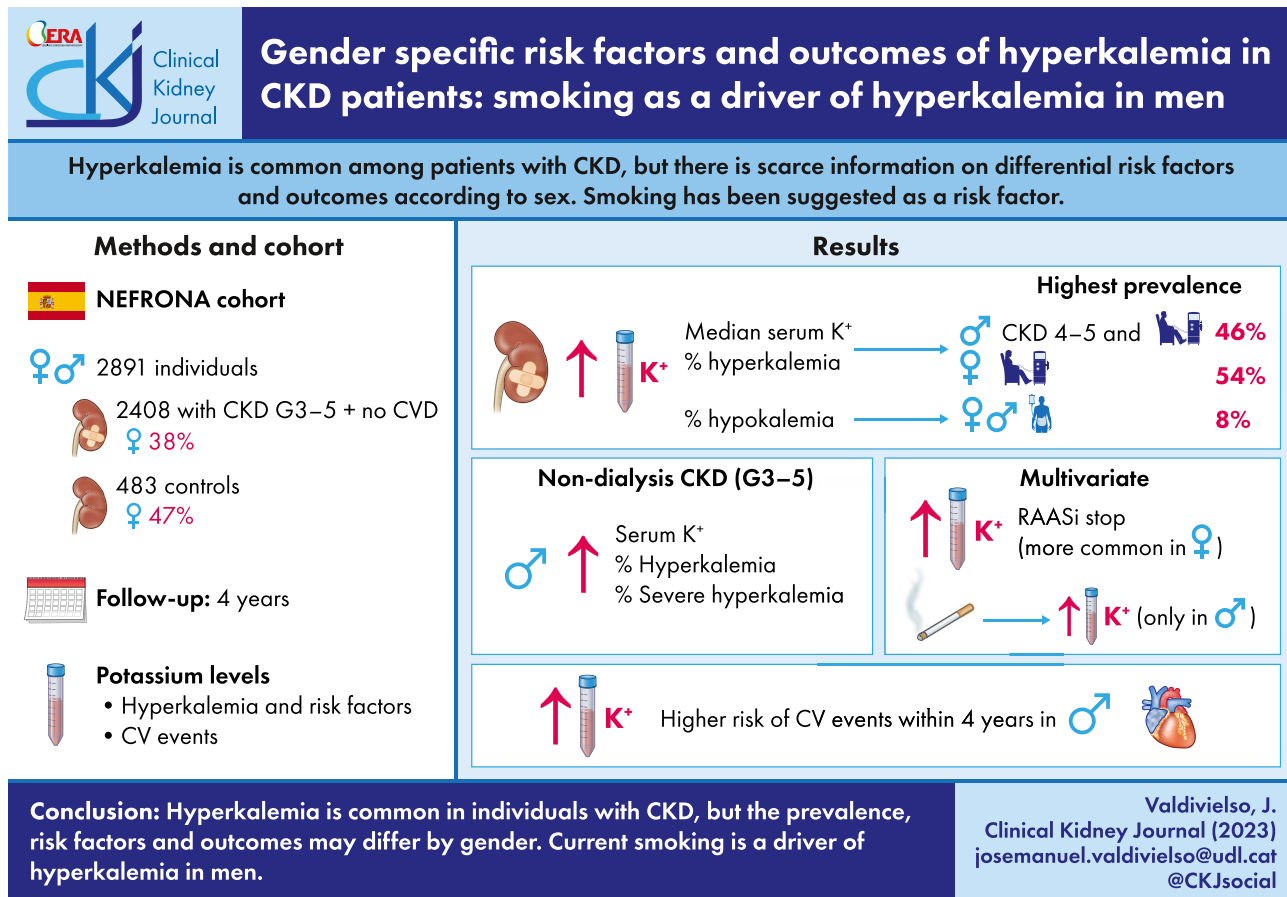 ERA
ckj
Clinical
Kidney
Journal
Gender specific risk factors and outcomes of hyperkalemia in
CKD patients: smoking as a driver of hyperkalemia in men
Hyperkalemia is common among patients with CKD, but there is scarce information on differential risk factors
and outcomes according to sex. Smoking has been suggested as a risk factor.
Methods and cohort
NEFRONA cohort
♀♂ 2891 individuals
2408 with CKD G3–5 + no CVD
♀ 38%
483 controls
♀ 47%
Follow-up: 4 years
Potassium levels
• Hyperkalemia and risk factors
• CV events
Results
Highest prevalence
↑ K⁺
Median serum K⁺
% hyperkalemia
♂ CKD 4–5 and 46%
♀ 54%
% hypokalemia
♀♂ 8%
Non-dialysis CKD (G3–5)
♂ ↑
Serum K⁺
% Hyperkalemia
% Severe hyperkalemia
Multivariate
↑ K⁺ RAASi stop
(more common in ♀)
↑ K⁺ (only in ♂)
↑ K⁺ Higher risk of CV events within 4 years in ♂
Conclusion: Hyperkalemia is common in individuals with CKD, but the prevalence,
risk factors and outcomes may differ by gender. Current smoking is a driver of
hyperkalemia in men.
Valdivielso, J.
Clinical Kidney Journal (2023)
josemanuel.valdivielso@udl.cat
@CKJsocial